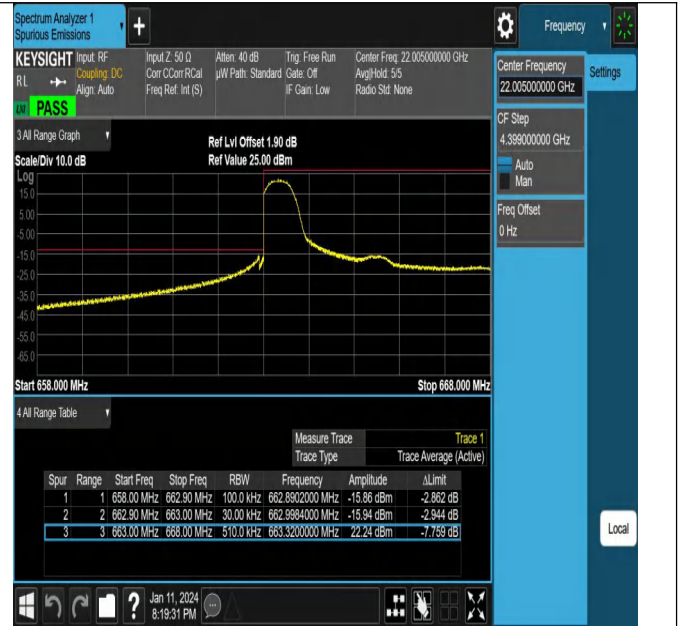 Spectrum Analyzer 1
Spurious Emissions
Frequency
KEYSIGHT
RL
LXI
PASS
Input: RF
Coupling: DC
Align: Auto
Input Z: 50 Ω
Corr CCorr RCal
Freq Ref: Int (S)
Atten: 40 dB
µW Path: Standard
Trig: Free Run
Gate: Off
IF Gain: Low
Center Freq: 22.005000000 GHz
Avg|Hold: 5/5
Radio Std: None
Center Frequency
22.005000000 GHz
Settings
CF Step
4.399000000 GHz
Auto
Man
Freq Offset
0 Hz
3 All Range Graph
Scale/Div 10.0 dB
Ref Lvl Offset 1.90 dB
Ref Value 25.00 dBm
Log
15.0
5.00
-5.00
-15.0
-25.0
-35.0
-45.0
-55.0
-65.0
Start 658.000 MHz
Stop 668.000 MHz
4 All Range Table
Measure Trace Trace 1
Trace Type Trace Average (Active)
Spur Range Start Freq Stop Freq RBW Frequency Amplitude ΔLimit
1 1 658.00 MHz 662.90 MHz 100.0 kHz 662.8902000 MHz -15.86 dBm -2.862 dB
2 2 662.90 MHz 663.00 MHz 30.00 kHz 662.9984000 MHz -15.94 dBm -2.944 dB
3 3 663.00 MHz 668.00 MHz 510.0 kHz 663.3200000 MHz 22.24 dBm -7.759 dB
Local
?
Jan 11, 2024
8:19:31 PM